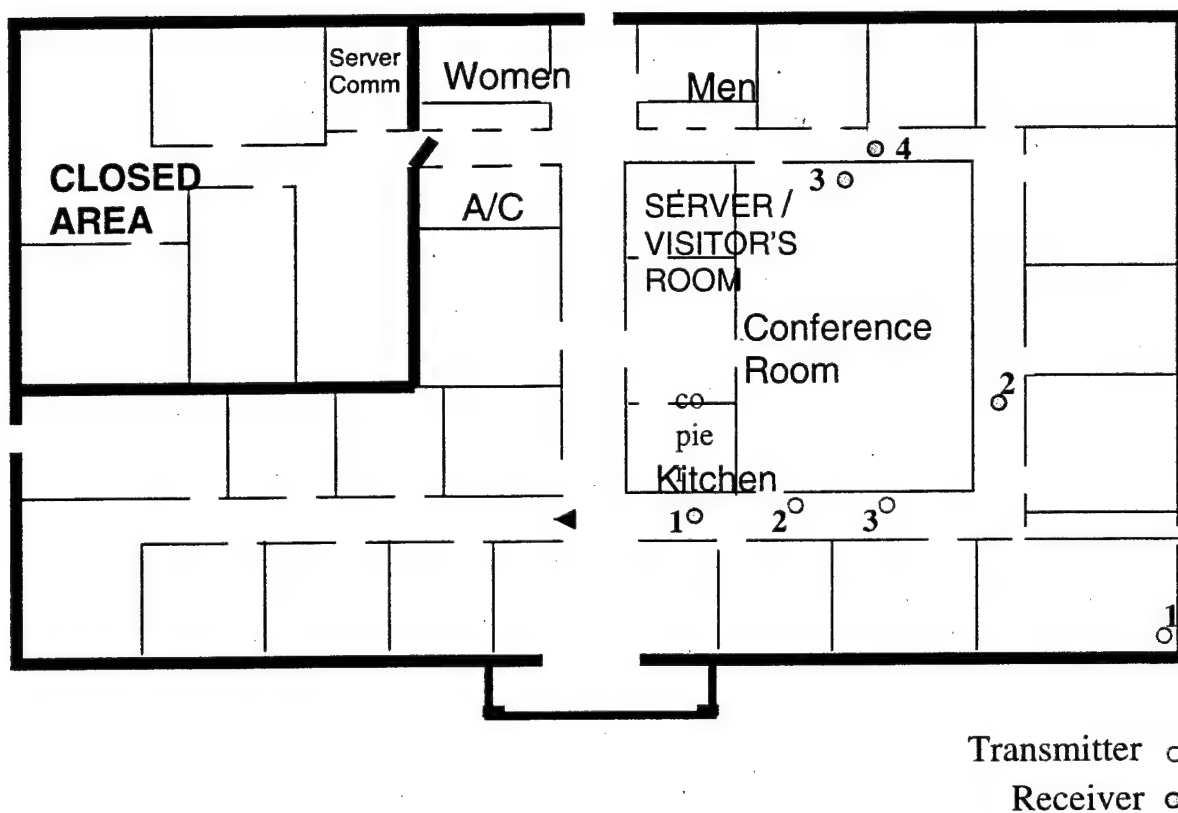 Server
Comm
Women
Men
CLOSED
AREA
4
3
A/C
SERVER /
VISITOR'S
ROOM
Conference
Room
2
co
pie
Kitchen
1
2
3
1
Transmitter
Receiver